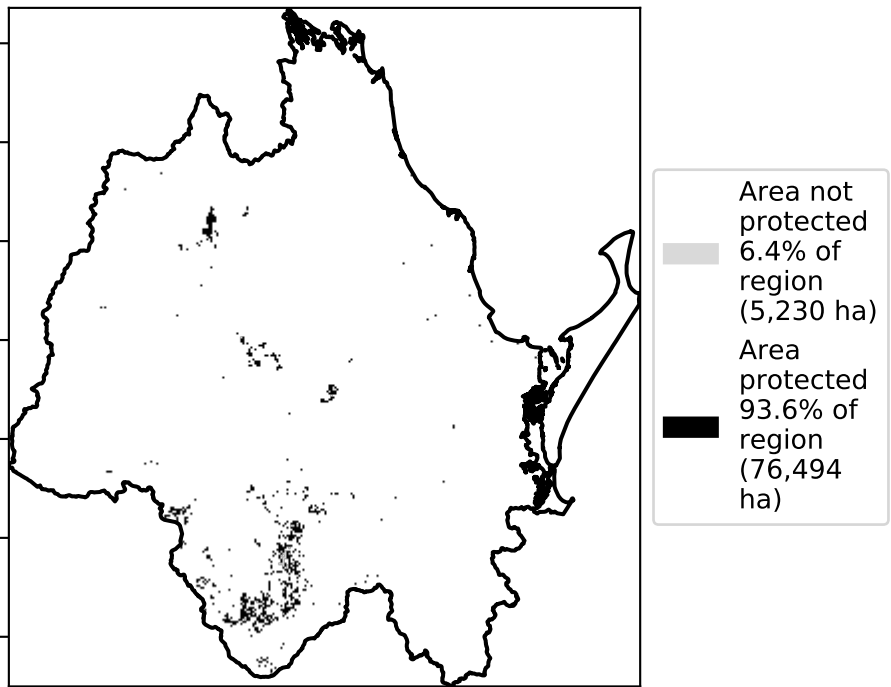 Area not
protected
6.4% of
region
(5,230 ha)
Area
protected
93.6% of
region
(76,494
ha)